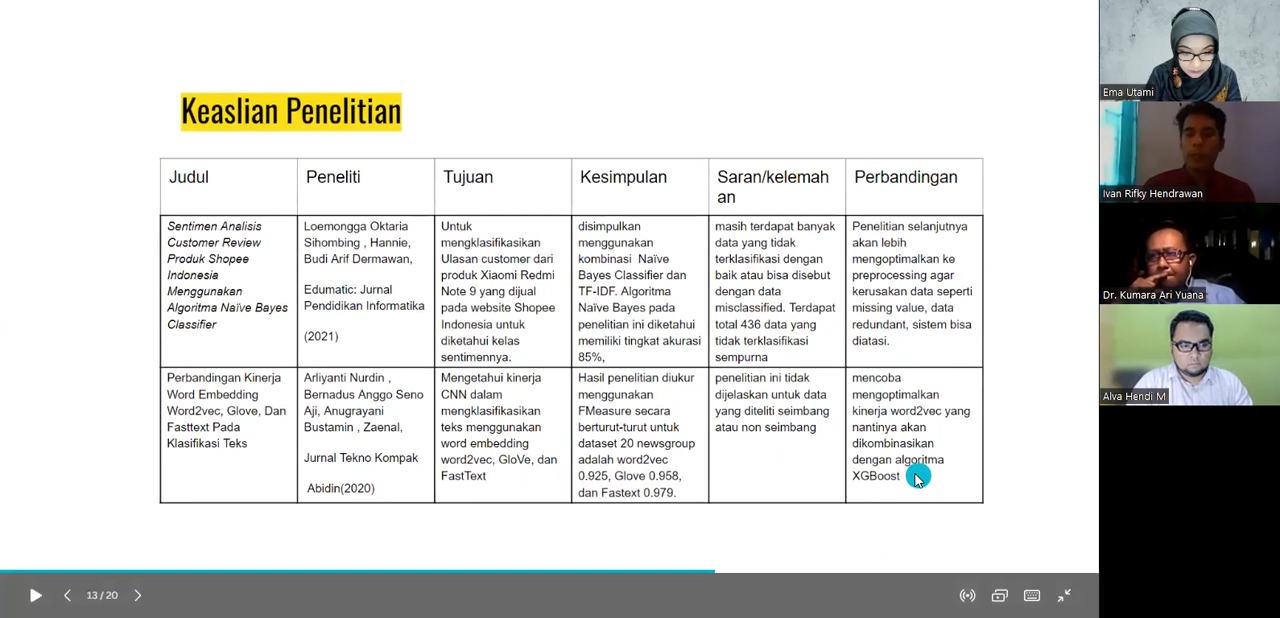 Keaslian Penelitian
Judul
Peneliti
Tujuan
Kesimpulan
Saran/kelemah
an
Perbandingan
Sentimen Analisis
Customer Review
Produk Shopee
Indonesia
Menggunakan
Algoritma Naïve Bayes
Classifier
Loemongga Oktaria
Sihombing , Hannie,
Budi Arif Dermawan,
Edumatic: Jurnal
Pendidikan Informatika
(2021)
Untuk
mengklasifikasikan
Ulasan customer dari
produk Xiaomi Redmi
Note 9 yang dijual
pada website Shopee
Indonesia untuk
diketahui kelas
sentimennya.
disimpulkan
menggunakan
kombinasi Naïve
Bayes Classifier dan
TF-IDF. Algoritma
Naïve Bayes pada
penelitian ini diketahui
memiliki tingkat akurasi
85%,
masih terdapat banyak
data yang tidak
terklasifikasi dengan
baik atau bisa disebut
dengan data
misclassified. Terdapat
total 436 data yang
tidak terklasifikasi
sempurna
Penelitian selanjutnya
akan lebih
mengoptimalkan ke
preprocessing agar
kerusakan data seperti
missing value, data
redundant, sistem bisa
diatasi.
Perbandingan Kinerja
Word Embedding
Word2vec, Glove, Dan
Fasttext Pada
Klasifikasi Teks
Arliyanti Nurdin ,
Bernadus Anggo Seno
Aji, Anugrayani
Bustamin , Zaenal,
Jurnal Tekno Kompak
Abidin(2020)
Mengetahui kinerja
CNN dalam
mengklasifikasikan
teks menggunakan
word embedding
word2vec, GloVe, dan
FastText
Hasil penelitian diukur
menggunakan
FMeasure secara
berturut-turut untuk
dataset 20 newsgroup
adalah word2vec
0.925, Glove 0.958,
dan Fastext 0.979.
penelitian ini tidak
dijelaskan untuk data
yang diteliti seimbang
atau non seimbang
mencoba
mengoptimalkan
kinerja word2vec yang
nantinya akan
dikombinasikan
dengan algoritma
XGBoost
13 / 20
Ema Utami
Ivan Rifky Hendrawan
Dr. Kumara Ari Yuana
Alva Hendi M